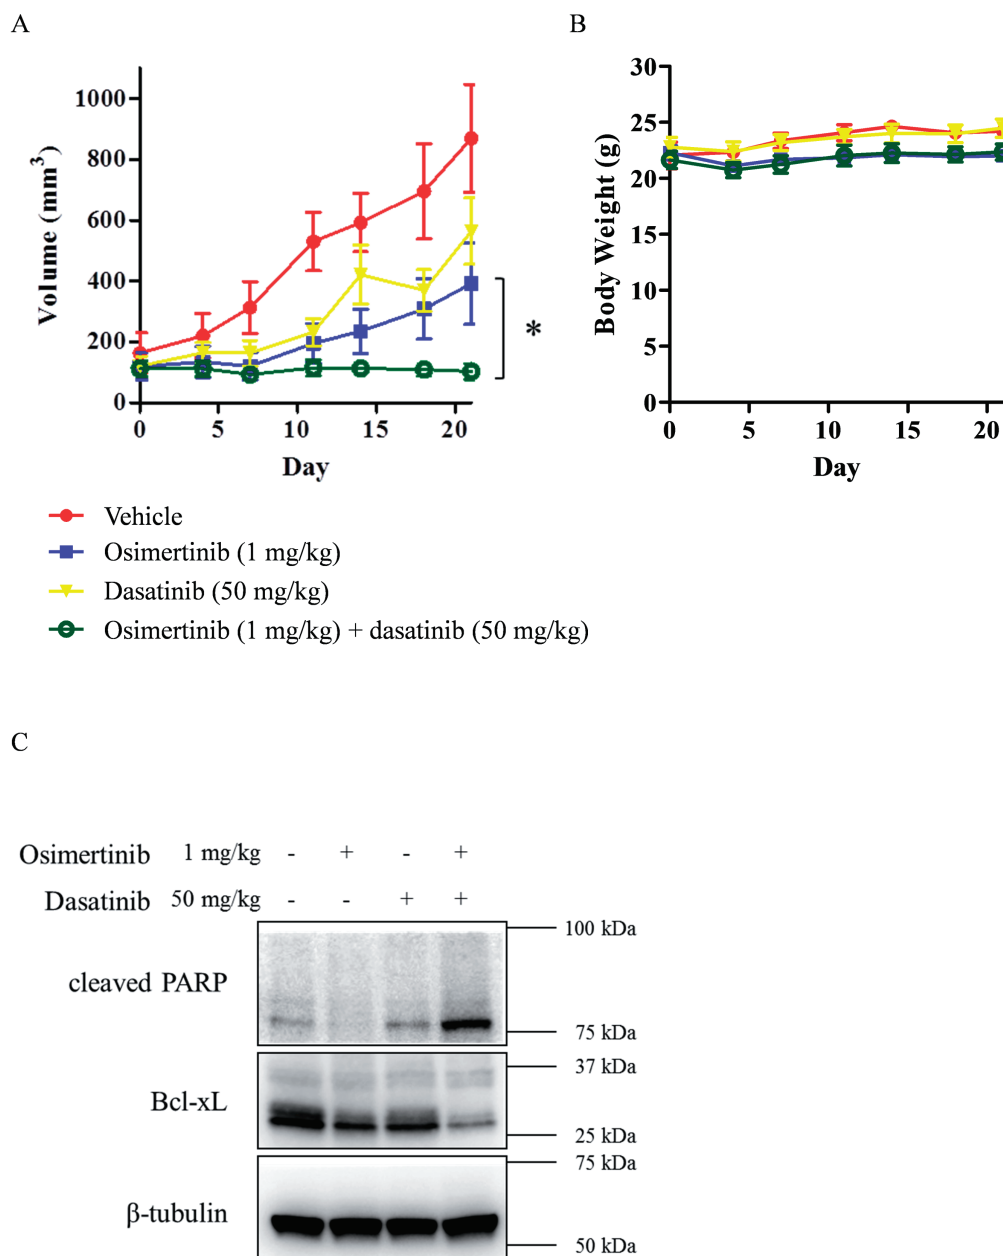 A
B
1000
800
600
400
200
0
Volume (mm3)
0 5 10 15 20
Day
*
30
25
20
15
10
5
0
Body Weight (g)
0 5 10 15 20
Day
Vehicle
Osimertinib (1 mg/kg)
Dasatinib (50 mg/kg)
Osimertinib (1 mg/kg) + dasatinib (50 mg/kg)
C
Osimertinib 1 mg/kg - + - +
Dasatinib 50 mg/kg - - + +
100 kDa
cleaved PARP
75 kDa
37 kDa
Bcl-xL
25 kDa
75 kDa
β-tubulin
50 kDa